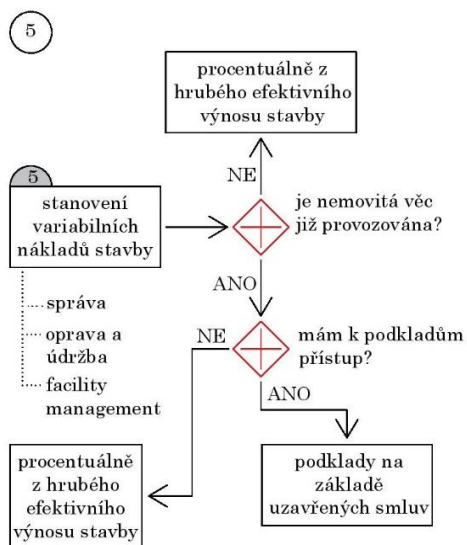 5
procentuálně z
hrubého efektivního
výnosu stavby
NE
5
stanovení
variabilních
nákladů stavby
je nemovitá věc
již provozována?
ANO
správa
oprava a
údržba
facility
management
NE
mám k podkladům
přístup?
ANO
procentuálně
z hrubého
efektivního
výnosu stavby
podklady na
základě
uzavřených smluv